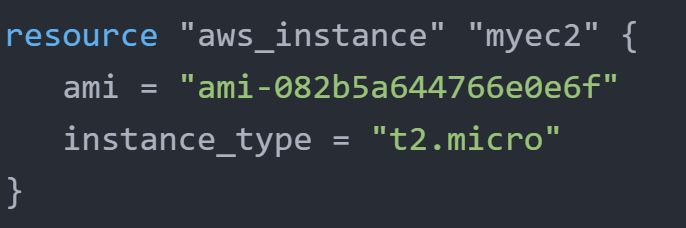 resource "aws_instance" "myec2" {
   ami = "ami-082b5a644766e0e6f"
   instance_type = "t2.micro"
}